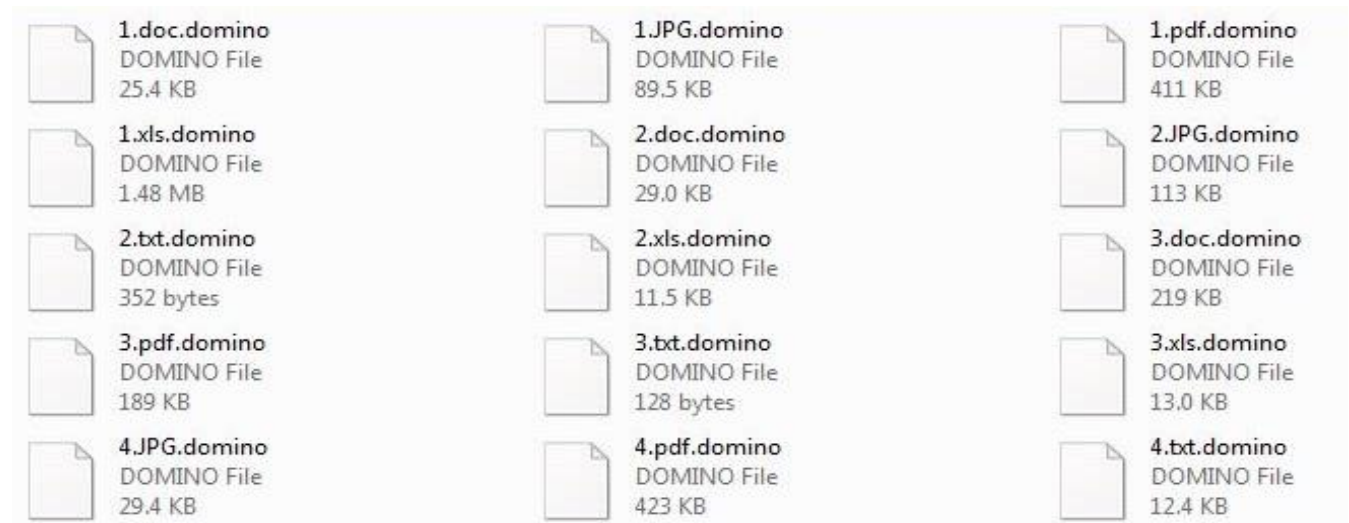 1.doc.domino
DOMINO File
25.4 KB
1.JPG.domino
DOMINO File
89.5 KB
1.pdf.domino
DOMINO File
411 KB
1.xls.domino
DOMINO File
1.48 MB
2.doc.domino
DOMINO File
29.0 KB
2.JPG.domino
DOMINO File
113 KB
2.txt.domino
DOMINO File
352 bytes
2.xls.domino
DOMINO File
11.5 KB
3.doc.domino
DOMINO File
219 KB
3.pdf.domino
DOMINO File
189 KB
3.txt.domino
DOMINO File
128 bytes
3.xls.domino
DOMINO File
13.0 KB
4.JPG.domino
DOMINO File
29.4 KB
4.pdf.domino
DOMINO File
423 KB
4.txt.domino
DOMINO File
12.4 KB